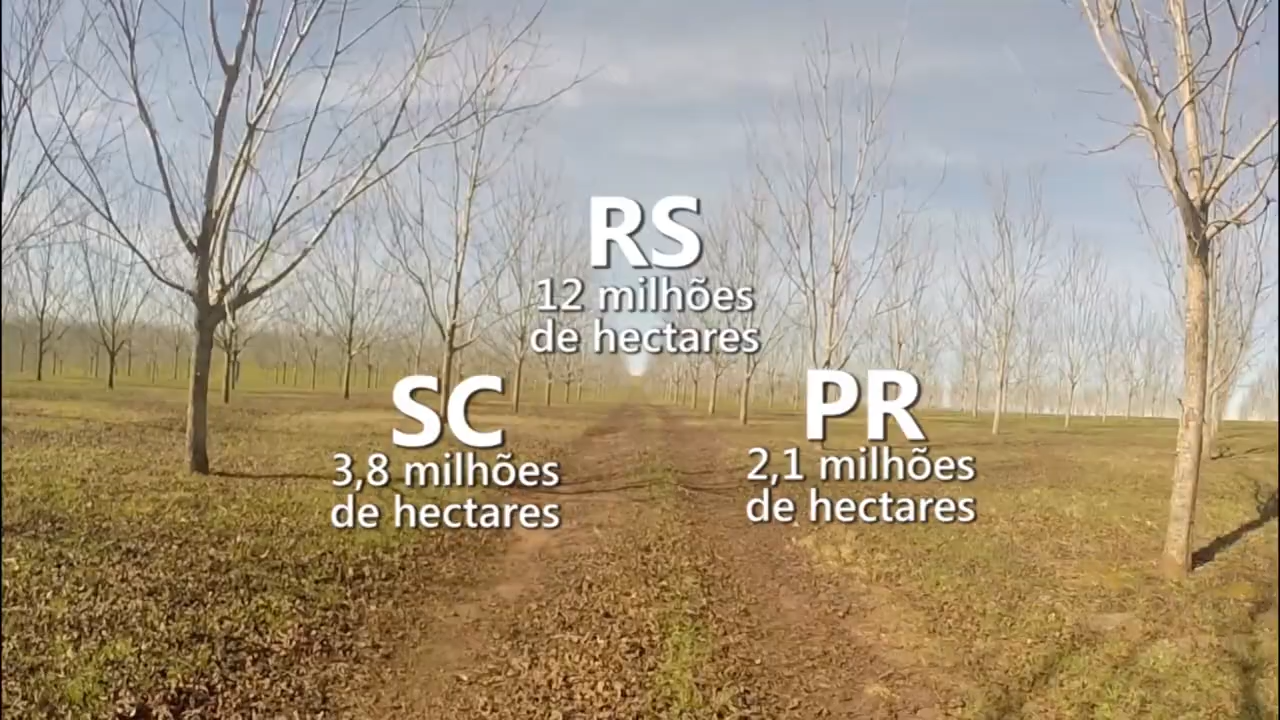 RS
12 milhões
de hectares
SC
3,8 milhões
de hectares
PR
2,1 milhões
de hectares